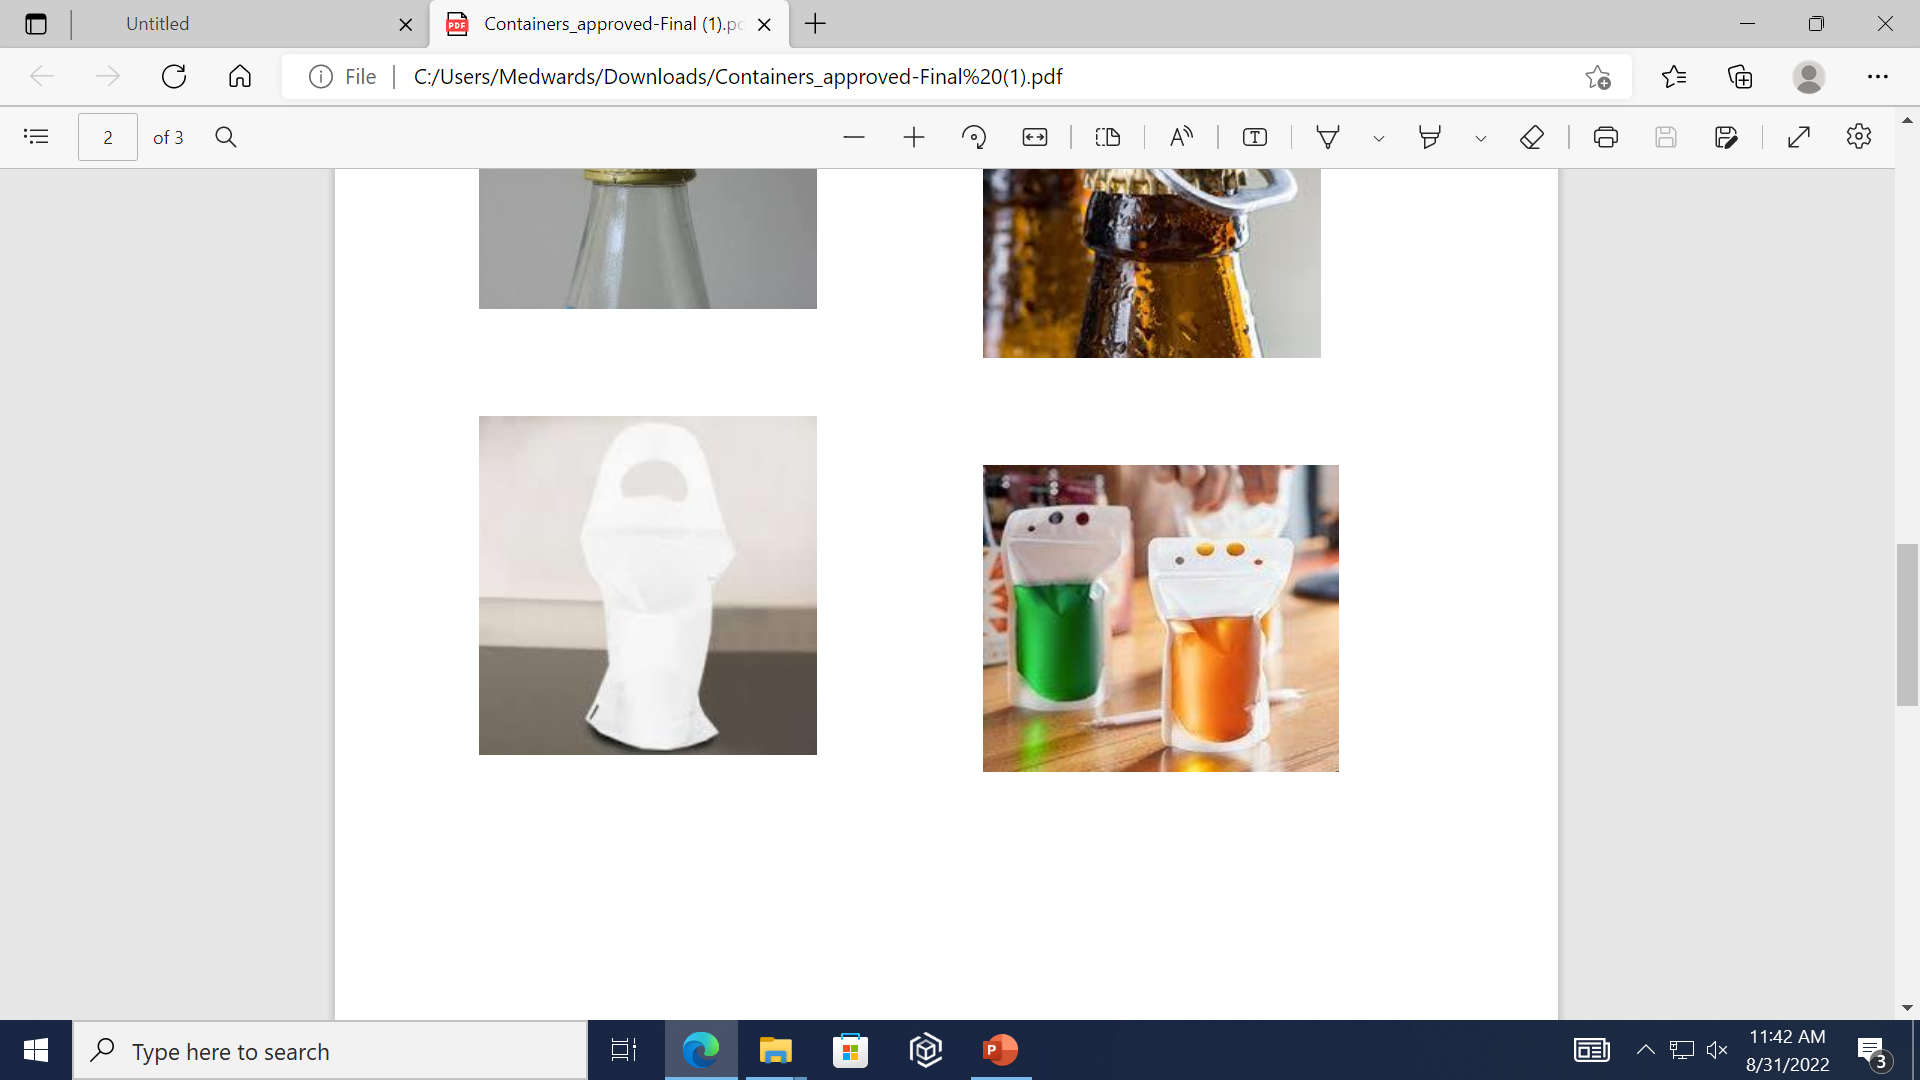 Untitled
Containers_approved-Final (1).pd
File
C:/Users/Medwards/Downloads/Containers_approved-Final%20(1).pdf
2 of 3
Type here to search
11:42 AM
8/31/2022
3